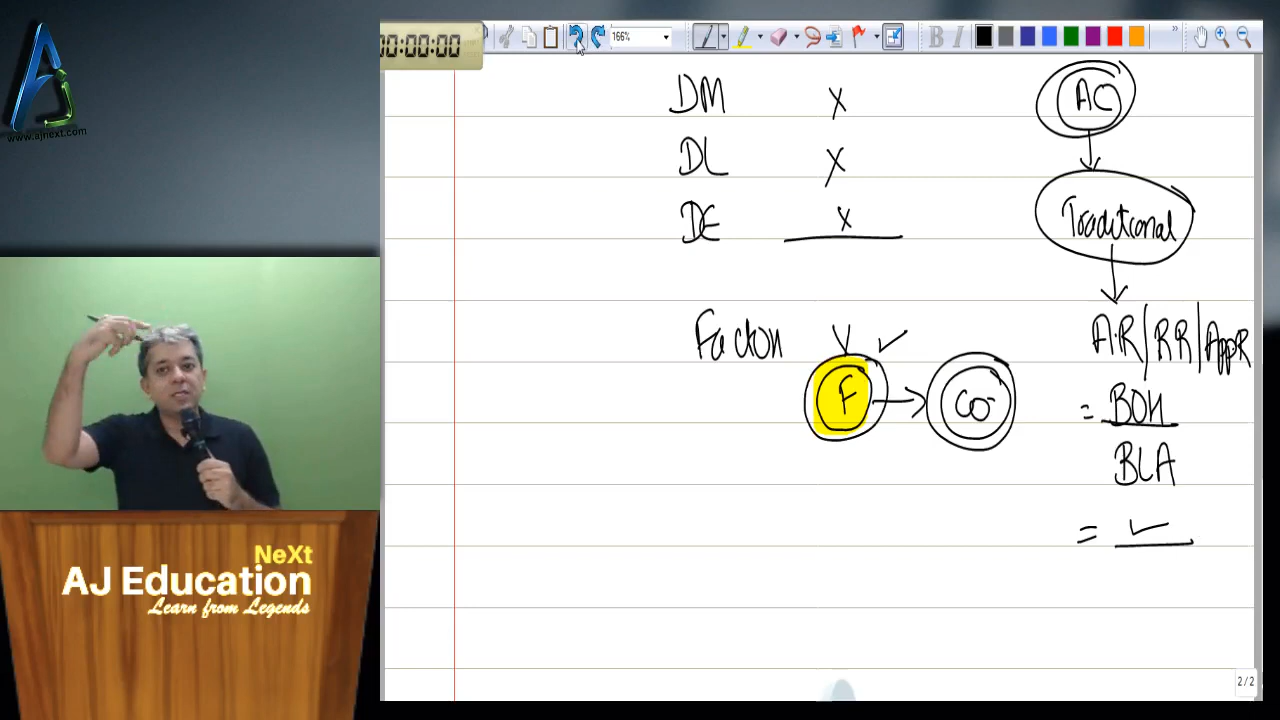 00:00:00
166%
B I
www.ajnext.com
DM X
DL X
DE X
Factory ✓
F → CO
AC
Traditional
A.R | RR | AppR
= BOH
BLA
= ✓
NeXt
AJ Education
Learn from Legends
2/2